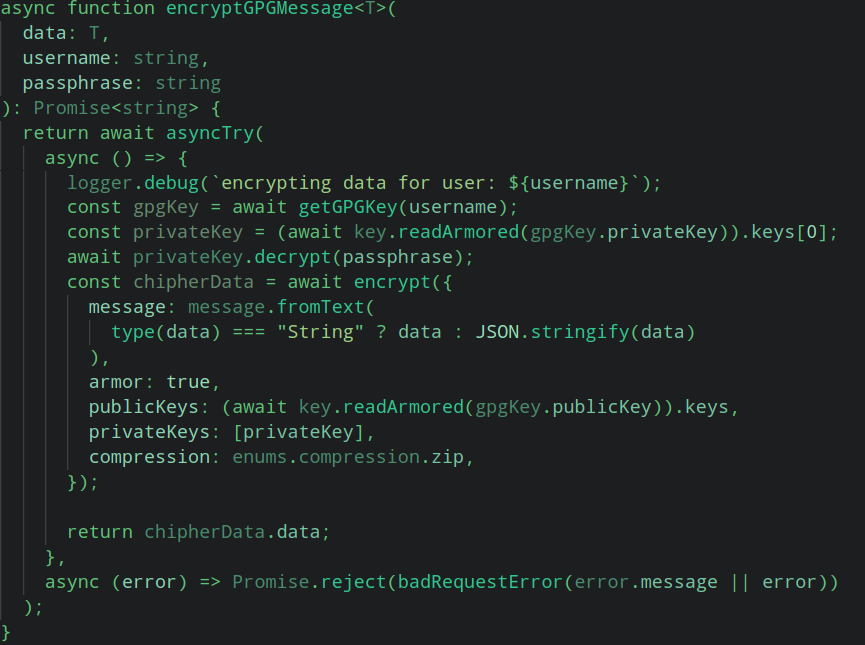 async function encryptGPGMessage<T>(
  data: T,
  username: string,
  passphrase: string
): Promise<string> {
  return await asyncTry(
    async () => {
      logger.debug(`encrypting data for user: ${username}`);
      const gpgKey = await getGPGKey(username);
      const privateKey = (await key.readArmored(gpgKey.privateKey)).keys[0];
      await privateKey.decrypt(passphrase);
      const chipherData = await encrypt({
        message: message.fromText(
          type(data) === "String" ? data : JSON.stringify(data)
        ),
        armor: true,
        publicKeys: (await key.readArmored(gpgKey.publicKey)).keys,
        privateKeys: [privateKey],
        compression: enums.compression.zip,
      });

      return chipherData.data;
    },
    async (error) => Promise.reject(badRequestError(error.message || error))
  );
}